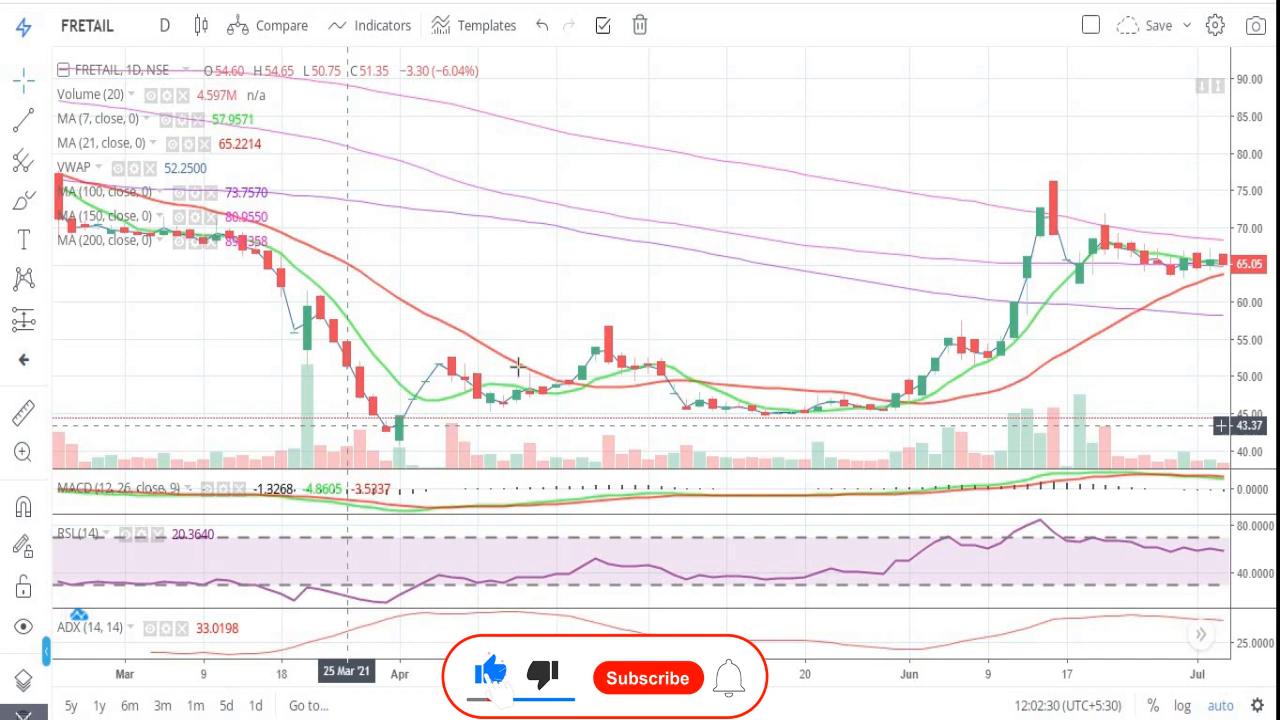 FRETAIL D Compare Indicators Templates Save
FRETAIL, 1D, NSE O 54.60 H 54.65 L 50.75 C 51.35 −3.30 (−6.04%)
Volume (20) 4.597M n/a
MA (7, close, 0) 57.9571
MA (21, close, 0) 65.2214
VWAP 52.2500
MA (100, close, 0) 73.7570
MA (150, close, 0) 80.9550
MA (200, close, 0)
90.00
85.00
80.00
75.00
70.00
65.05
60.00
55.00
50.00
45.00
43.37
40.00
MACD (12, 26, close, 9) -1.3268 -4.8605 -3.5337
0.0000
RSI (14) 20.3640
80.0000
40.0000
ADX (14, 14) 33.0198
25.0000
Mar 9 18 25 Mar '21 Apr 20 Jun 9 17 Jul
Subscribe
5y 1y 6m 3m 1m 5d 1d Go to... 12:02:30 (UTC+5:30) % log auto